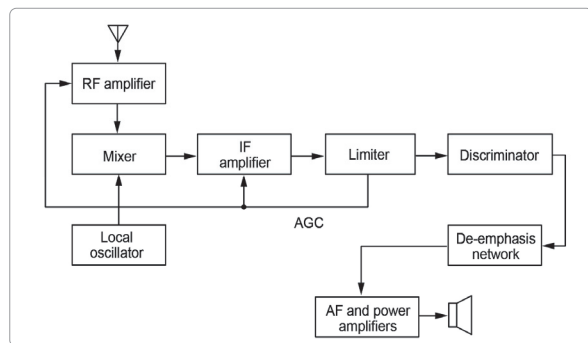 RF amplifier
Mixer
IF
amplifier
Limiter
Discriminator
AGC
Local
oscillator
De-emphasis
network
AF and power
amplifiers